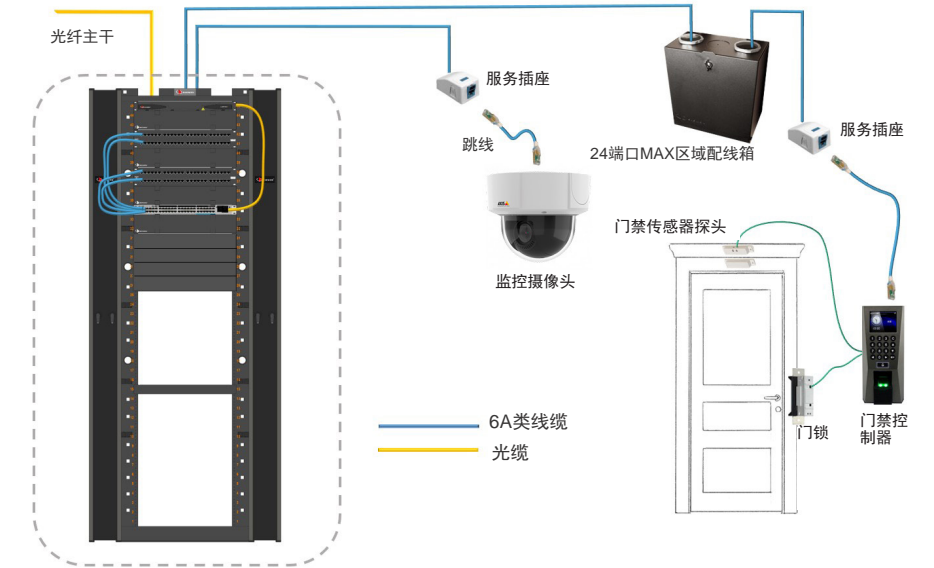 光纤主干
服务插座
跳线
24端口MAX区域配线箱
服务插座
监控摄像头
门禁传感器探头
6A类线缆
光缆
门锁
门禁控
制器